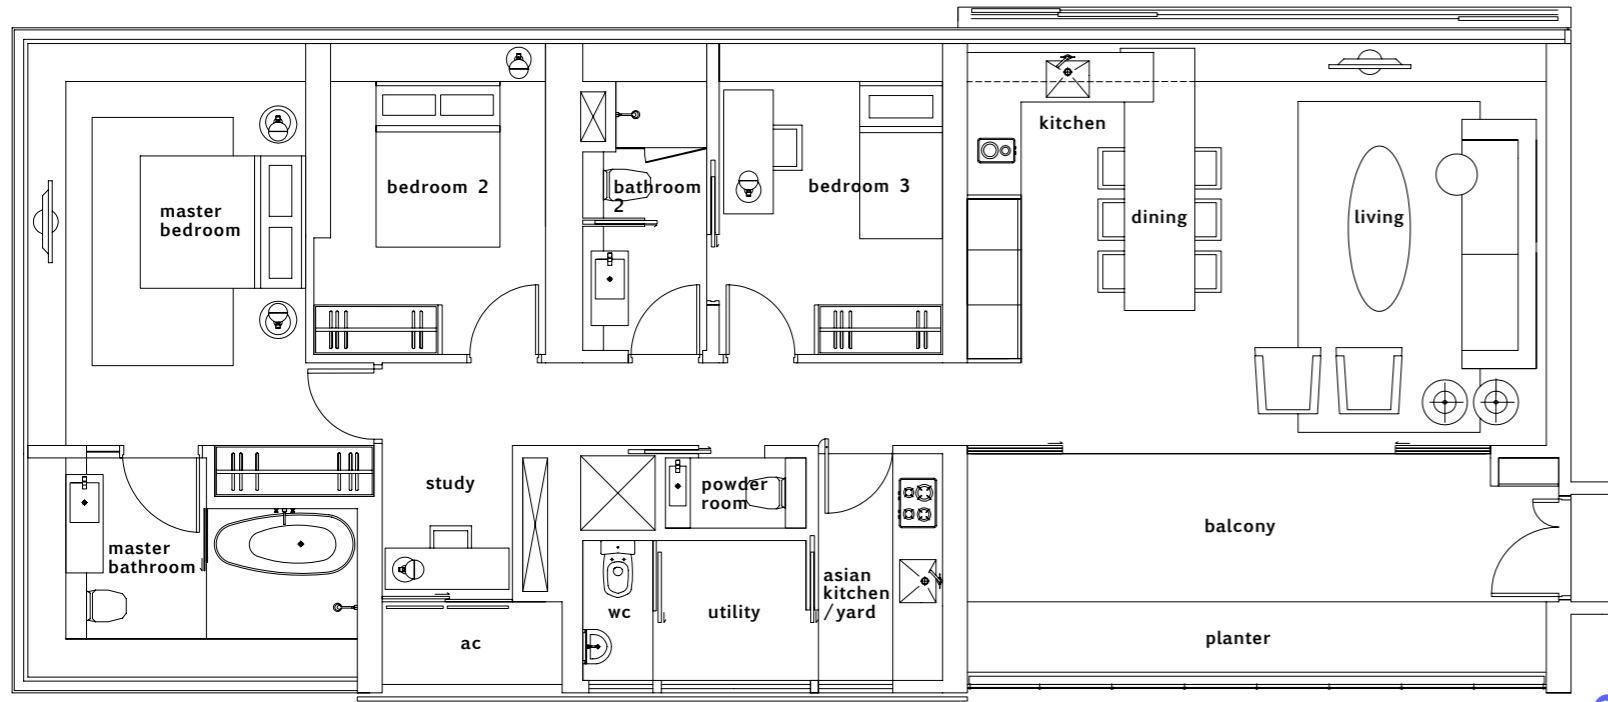 master
bedroom
bedroom 2
bathroom
2
bedroom 3
kitchen
dining
living
master
bathroom
study
ac
wc
powder
room
utility
asian
kitchen
/yard
balcony
planter